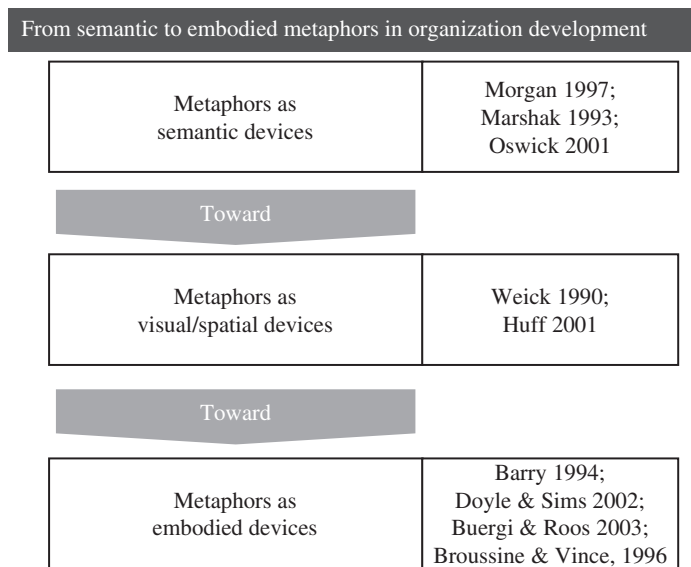 From semantic to embodied metaphors in organization development
Metaphors as
semantic devices
Morgan 1997;
Marshak 1993;
Oswick 2001
Toward
Metaphors as
visual/spatial devices
Weick 1990;
Huff 2001
Toward
Metaphors as
embodied devices
Barry 1994;
Doyle & Sims 2002;
Buergi & Roos 2003;
Broussine & Vince, 1996